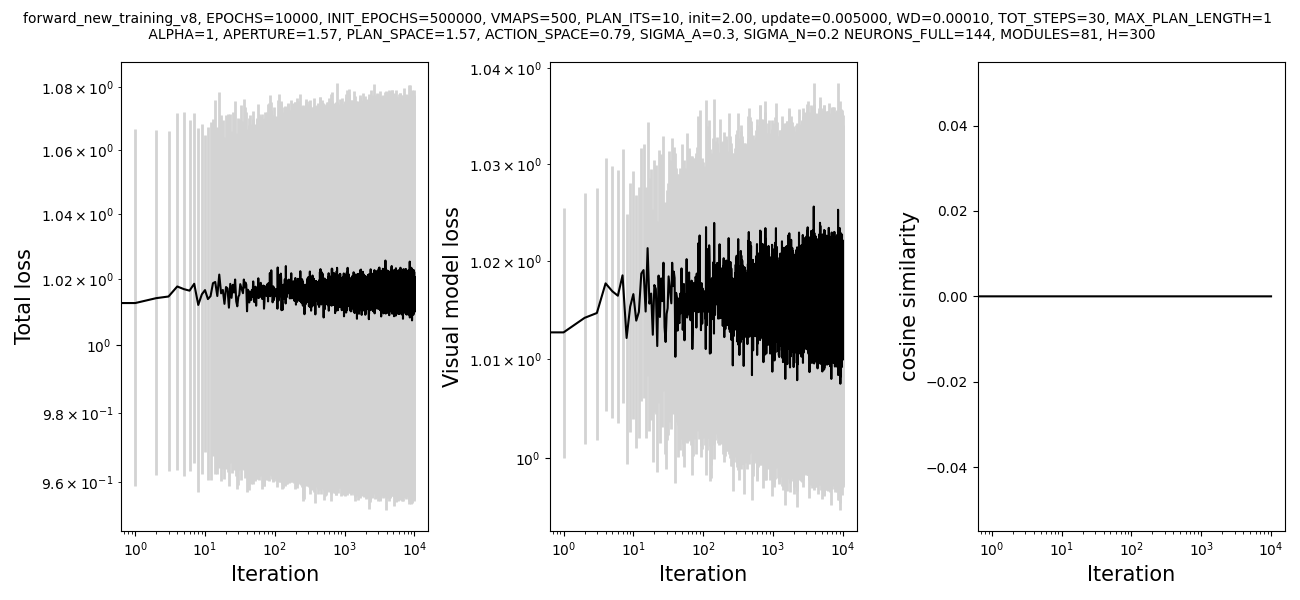 forward_new_training_v8, EPOCHS=10000, INIT_EPOCHS=500000, VMAPS=500, PLAN_ITS=10, init=2.00, update=0.005000, WD=0.00010, TOT_STEPS=30, MAX_PLAN_LENGTH=1
ALPHA=1, APERTURE=1.57, PLAN_SPACE=1.57, ACTION_SPACE=0.79, SIGMA_A=0.3, SIGMA_N=0.2 NEURONS_FULL=144, MODULES=81, H=300
Total loss
1.08 × 10⁰
1.06 × 10⁰
1.04 × 10⁰
1.02 × 10⁰
10⁰
9.8 × 10⁻¹
9.6 × 10⁻¹
10⁰ 10¹ 10² 10³ 10⁴
Iteration
Visual model loss
1.04 × 10⁰
1.03 × 10⁰
1.02 × 10⁰
1.01 × 10⁰
10⁰
10⁰ 10¹ 10² 10³ 10⁴
Iteration
cosine similarity
0.04
0.02
0.00
−0.02
−0.04
10⁰ 10¹ 10² 10³ 10⁴
Iteration